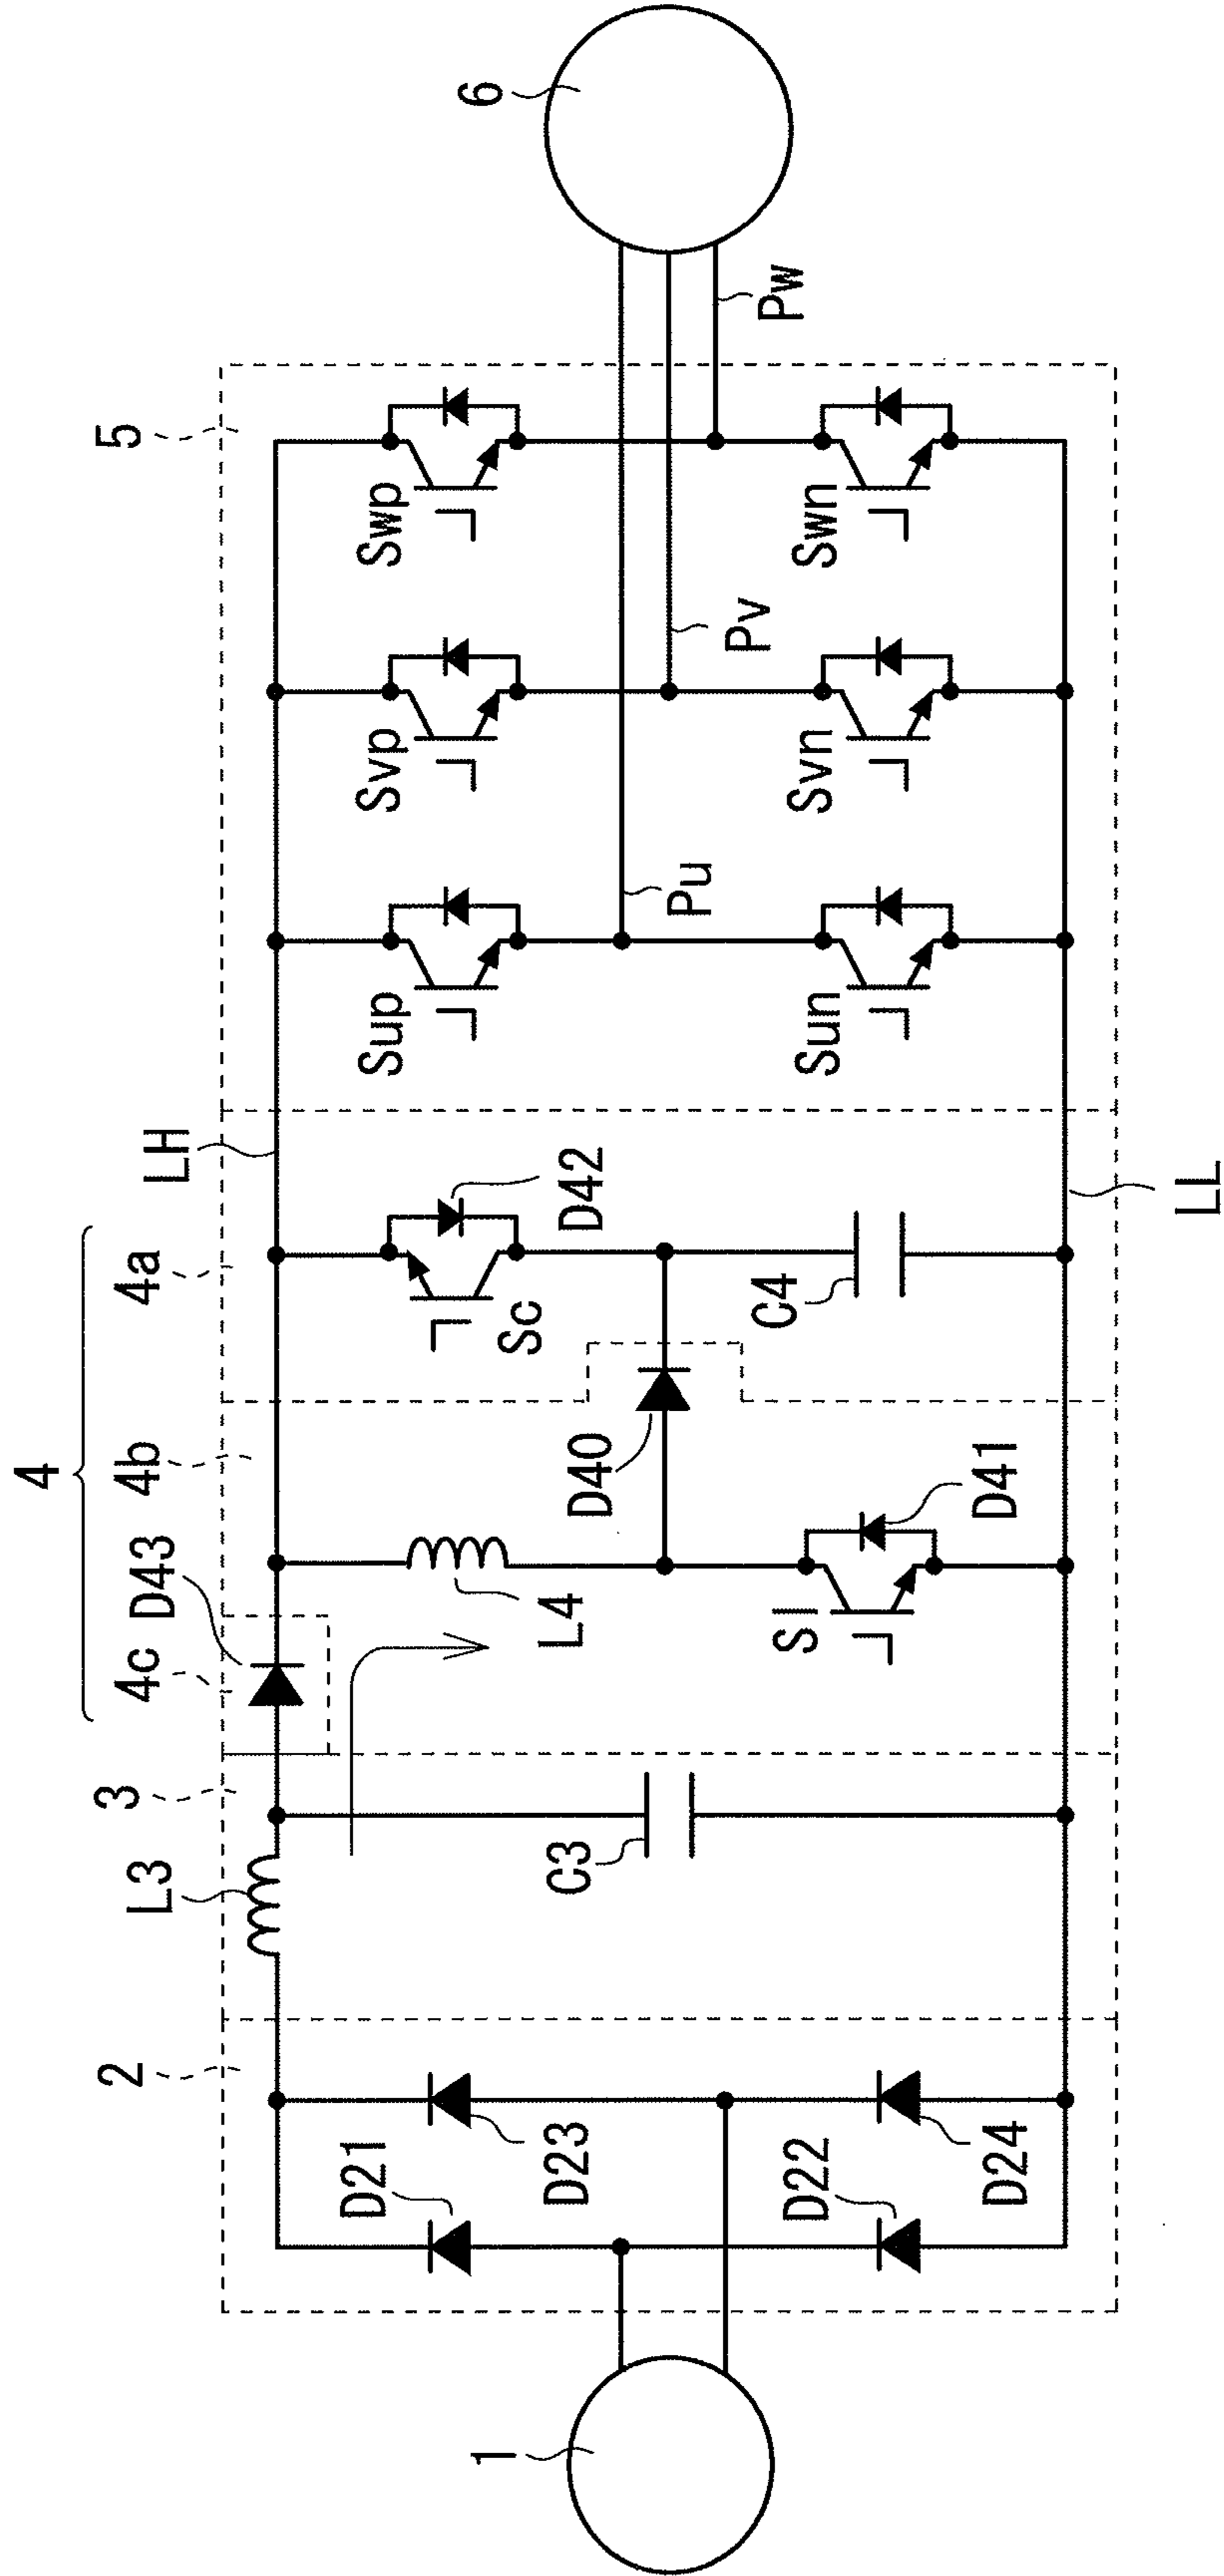 4
4c
D43
4b
4a
LH
5
2
3
L3
D21
D23
D22
D24
C3
L4
Sl
D41
D40
D42
Sc
C4
LL
Sup
Svp
Swp
Sun
Svn
Swn
Pu
Pv
Pw
1
6